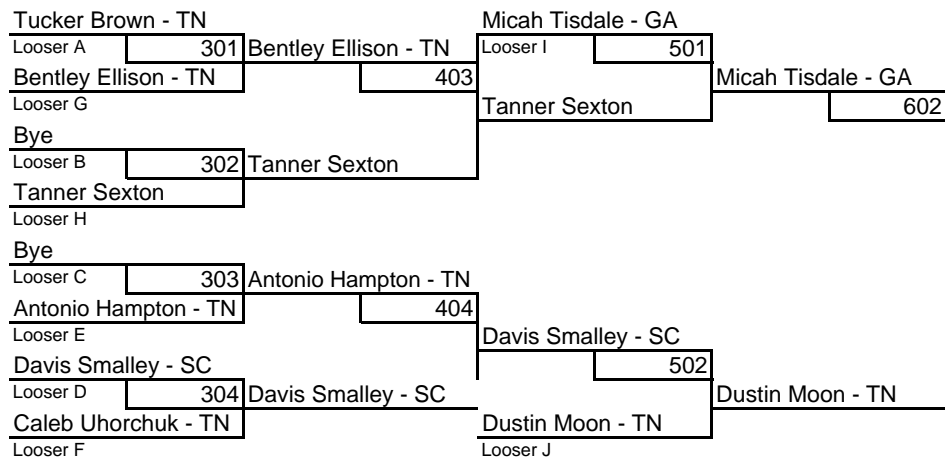 Tucker Brown - TN Micah Tisdale - GA
Looser A 301 Bentley Ellison - TN Looser I 501
Bentley Ellison - TN 403 Micah Tisdale - GA
Looser G Tanner Sexton 602
Bye
Looser B 302 Tanner Sexton
Tanner Sexton
Looser H
Bye
Looser C 303 Antonio Hampton - TN
Antonio Hampton - TN 404
Looser E Davis Smalley - SC
Davis Smalley - SC 502
Looser D 304 Davis Smalley - SC Dustin Moon - TN
Caleb Uhorchuk - TN Dustin Moon - TN
Looser F Looser J